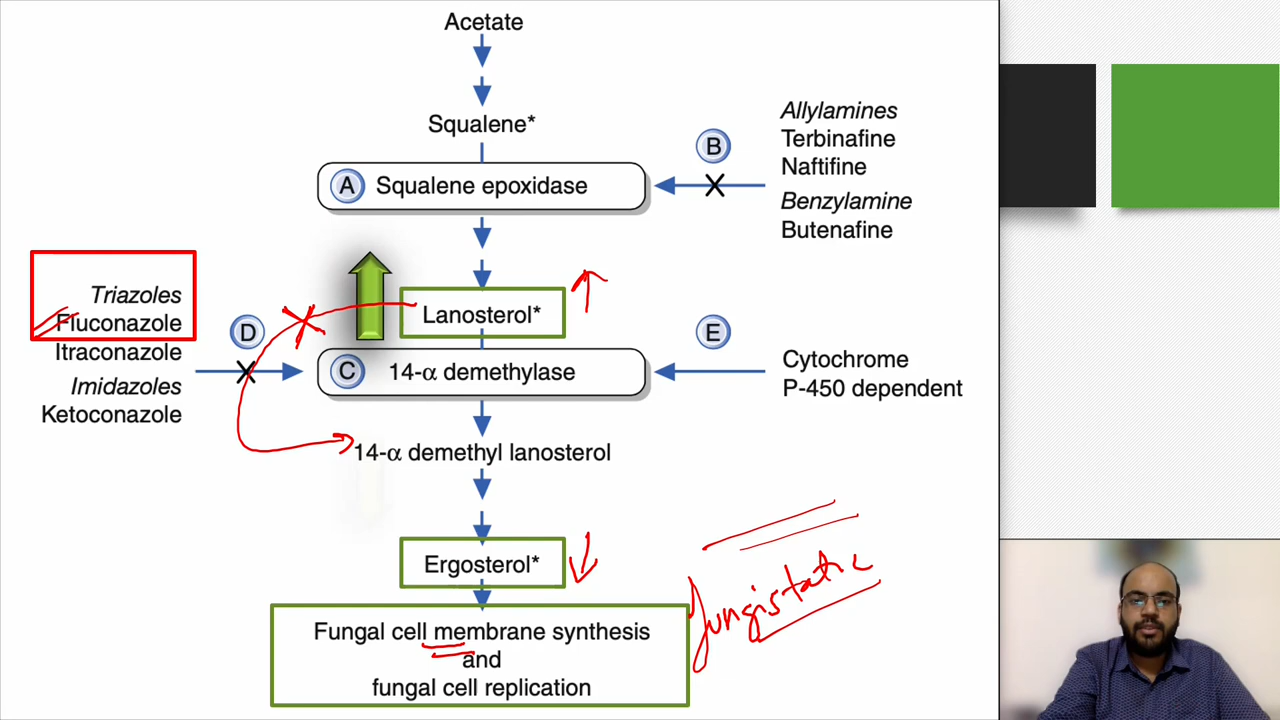 Acetate
Squalene*
A Squalene epoxidase
B
Allylamines
Terbinafine
Naftifine
Benzylamine
Butenafine
Lanosterol*
Triazoles
Fluconazole
Itraconazole
Imidazoles
Ketoconazole
D
C 14-α demethylase
E
Cytochrome
P-450 dependent
14-α demethyl lanosterol
Ergosterol*
fungistatic
Fungal cell membrane synthesis
and
fungal cell replication